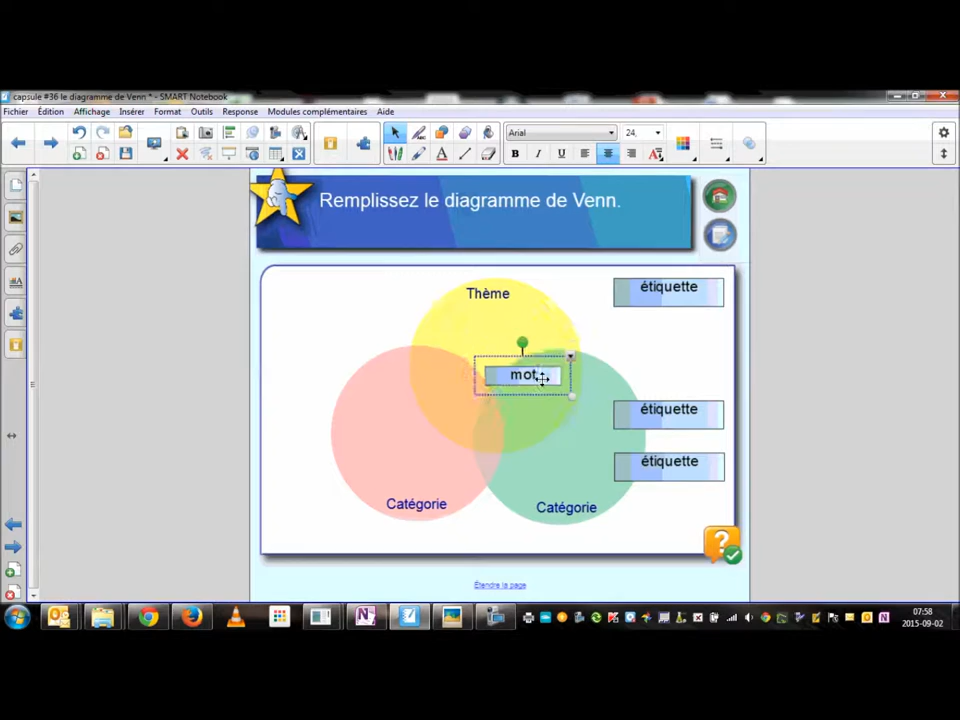 capsule #36 le diagramme de Venn * - SMART Notebook
Fichier Édition Affichage Insérer Format Outils Response Modules complémentaires Aide
Arial 24,
B I U
Remplissez le diagramme de Venn.
Thème
étiquette
mot
étiquette
étiquette
Catégorie
Catégorie
Étendre la page
07:58
2015-09-02